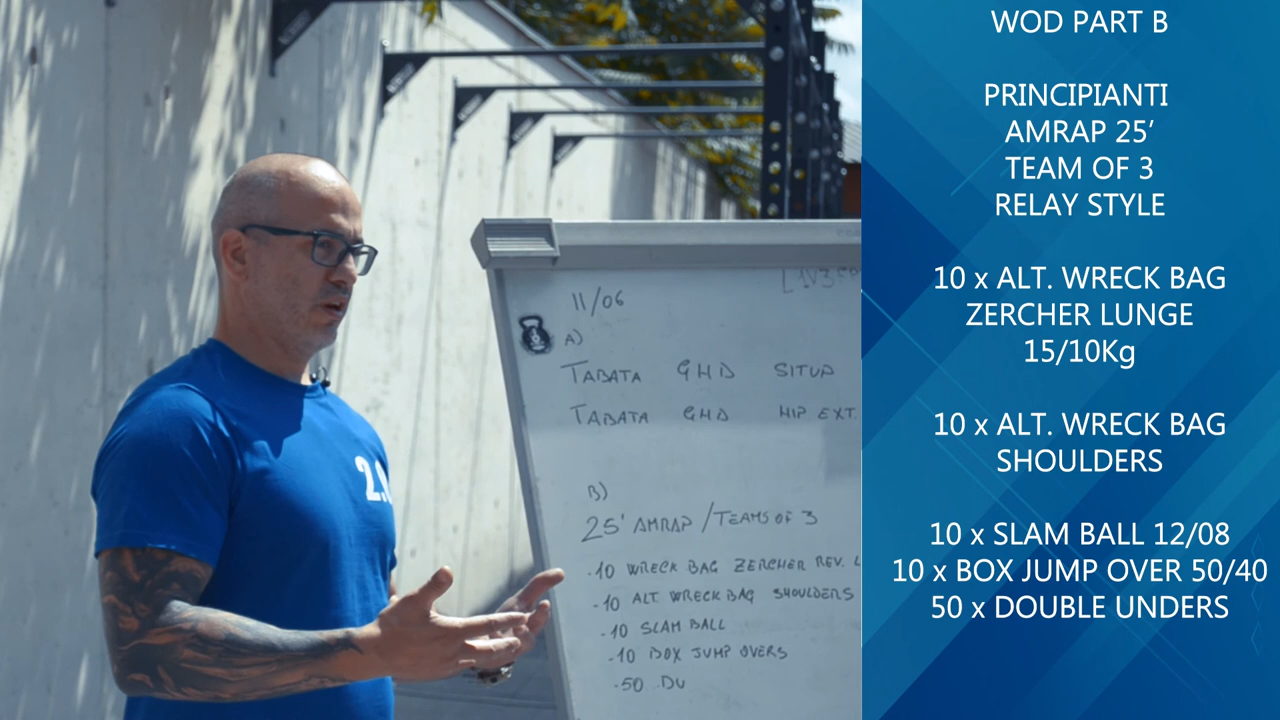 WOD PART B
PRINCIPIANTI
AMRAP 25’
TEAM OF 3
RELAY STYLE
10 x ALT. WRECK BAG
ZERCHER LUNGE
15/10Kg
10 x ALT. WRECK BAG
SHOULDERS
10 x SLAM BALL 12/08
10 x BOX JUMP OVER 50/40
50 x DOUBLE UNDERS
11/06
A)
TABATA GHD SITUP
TABATA GHD HIP EXT.
B)
25' AMRAP / TEAMS OF 3
-10 WRECK BAG ZERCHER REV. L
-10 ALT. WRECK BAG SHOULDERS
-10 SLAM BALL
-10 BOX JUMP OVERS
-50 DU
2.